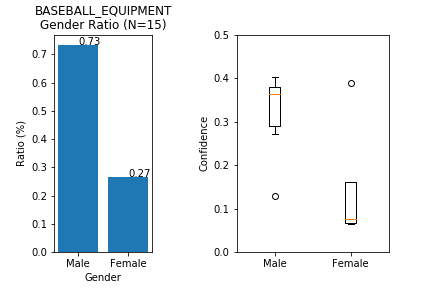 BASEBALL_EQUIPMENT
Gender Ratio (N=15)
0.73
0.27
0.7
0.6
0.5
0.4
0.3
0.2
0.1
0.0
Ratio (%)
Male Female
Gender
0.5
0.4
0.3
0.2
0.1
0.0
Confidence
Male Female